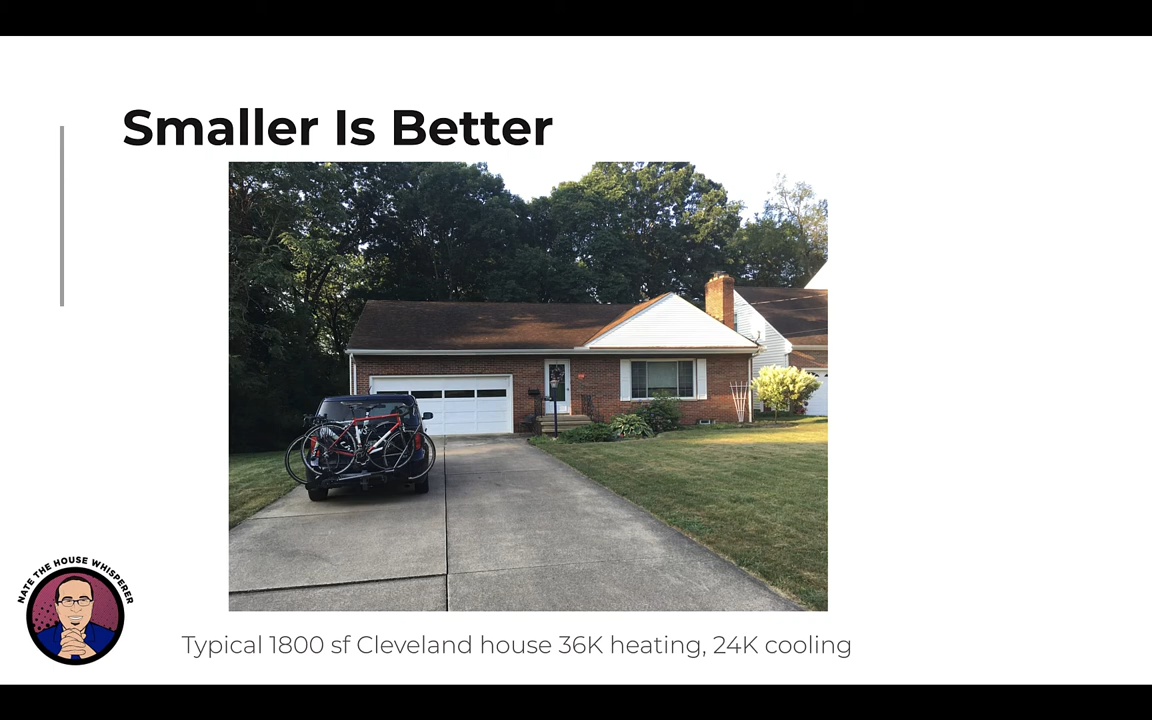 Smaller Is Better
NATE THE HOUSE WHISPERER
Typical 1800 sf Cleveland house 36K heating, 24K cooling